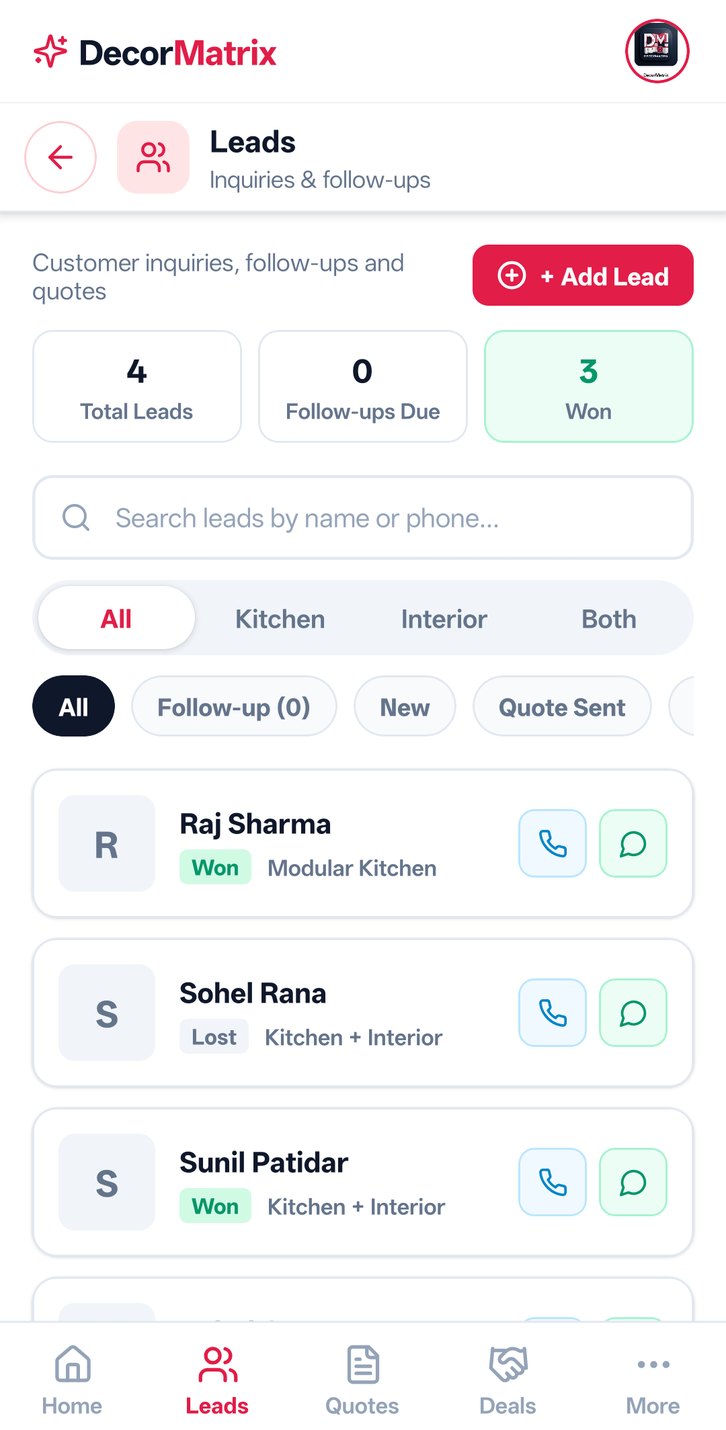 DecorMatrix
Leads
Inquiries & follow-ups
Customer inquiries, follow-ups and
quotes
+ Add Lead
4
Total Leads
0
Follow-ups Due
3
Won
Search leads by name or phone...
All
Kitchen
Interior
Both
All
Follow-up (0)
New
Quote Sent
R
Raj Sharma
Won
Modular Kitchen
S
Sohel Rana
Lost
Kitchen + Interior
S
Sunil Patidar
Won
Kitchen + Interior
Home
Leads
Quotes
Deals
More